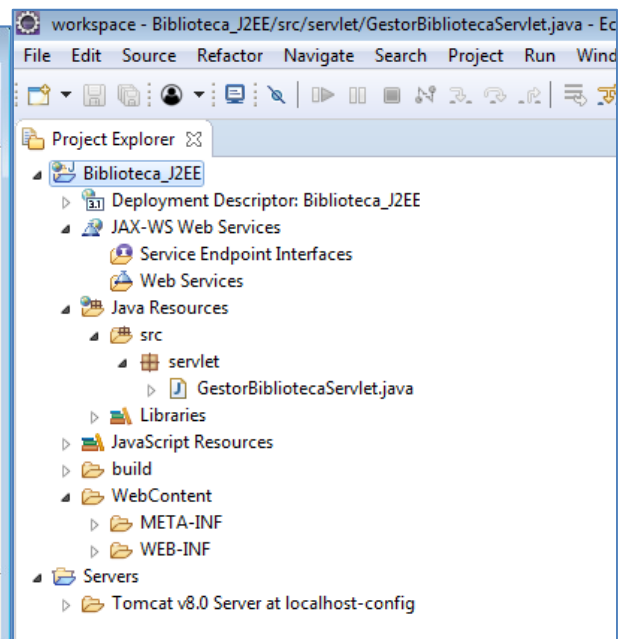 workspace - Biblioteca_J2EE/src/servlet/GestorBibliotecaServlet.java - Ec
File Edit Source Refactor Navigate Search Project Run Wind
Project Explorer
Biblioteca_J2EE
3.1 Deployment Descriptor: Biblioteca_J2EE
JAX-WS Web Services
Service Endpoint Interfaces
Web Services
Java Resources
src
servlet
J GestorBibliotecaServlet.java
Libraries
JavaScript Resources
build
WebContent
META-INF
WEB-INF
Servers
Tomcat v8.0 Server at localhost-config